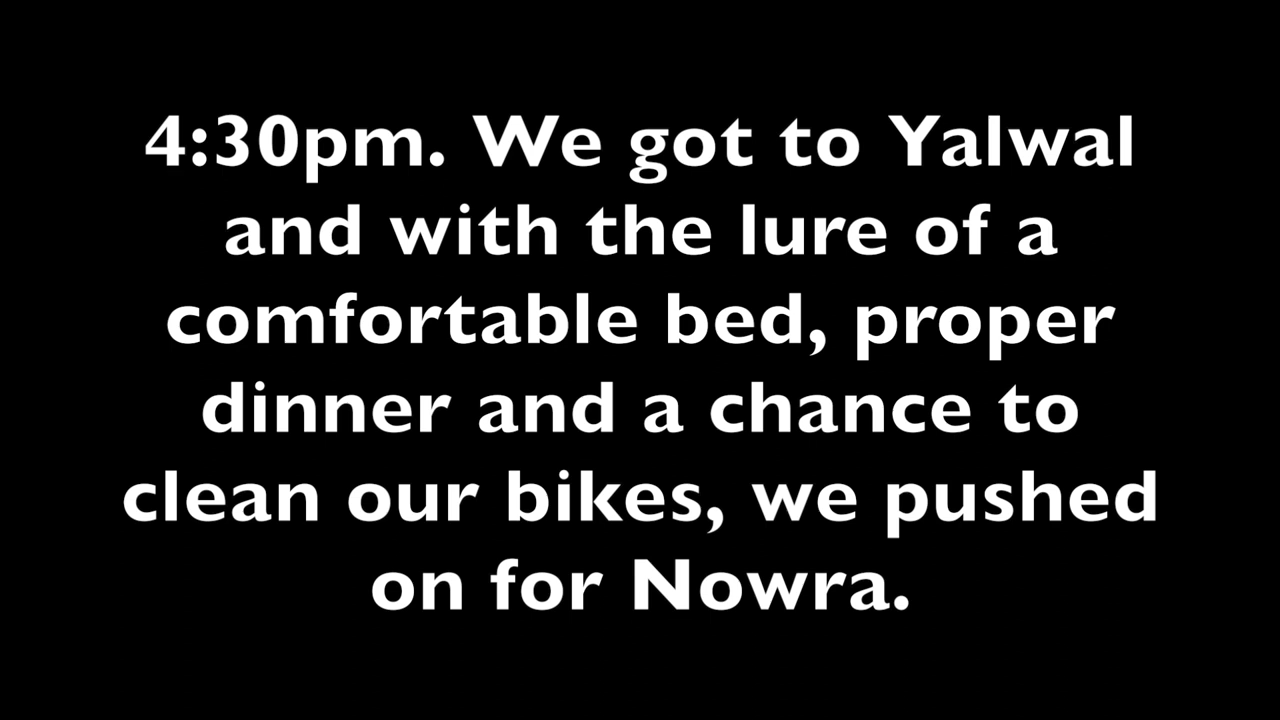 4:30pm. We got to Yalwal
and with the lure of a
comfortable bed, proper
dinner and a chance to
clean our bikes, we pushed
on for Nowra.